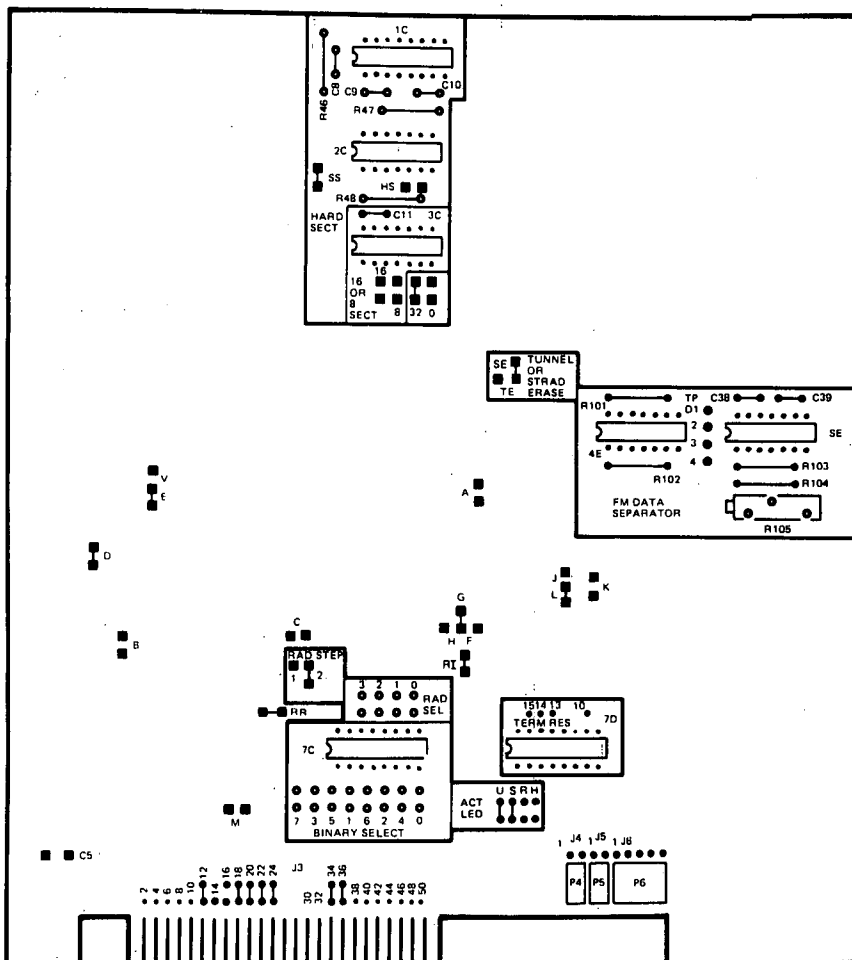 1C
R46
C8
C9
C10
R47
2C
SS
HS
R48
HARD
SECT
C11
3C
16
16
OR
8
SECT
8
32
0
SE
TE
TUNNEL
OR
STRAD
ERASE
R101
TP
D1
2
3
4
C38
C39
4E
SE
R102
R103
R104
FM DATA
SEPARATOR
R105
V
E
A
D
J
L
K
G
H
F
B
C
RI
RAD STEP
1
2
3 2 1 0
RAD
SEL
RR
7C
15 14 13 10
TERM RES
7D
7 3 5 1 6 2 4 0
BINARY SELECT
ACT
LED
U S R H
M
C5
J3
2 4 6 8 10 12 14 16 18 20 22 24 30 32 34 36 38 40 42 44 46 48 50
1 J4 1 J5 1 J6
P4
P5
P6